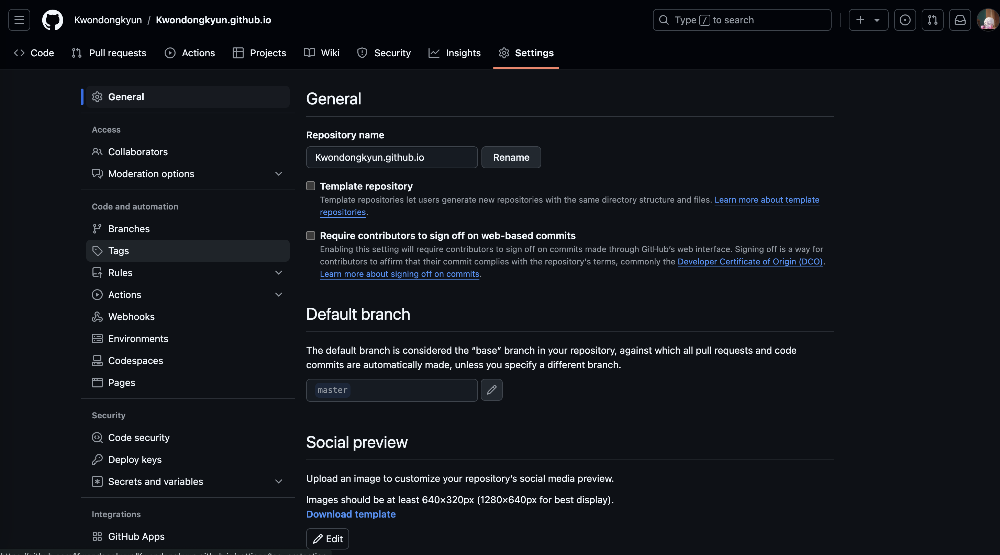 Kwondongkyun / Kwondongkyun.github.io
Type / to search
Code Pull requests Actions Projects Wiki Security Insights Settings
General
Access
Collaborators
Moderation options
Code and automation
Branches
Tags
Rules
Actions
Webhooks
Environments
Codespaces
Pages
Security
Code security
Deploy keys
Secrets and variables
Integrations
GitHub Apps
General
Repository name
Kwondongkyun.github.io Rename
Template repository
Template repositories let users generate new repositories with the same directory structure and files. Learn more about template
repositories.
Require contributors to sign off on web-based commits
Enabling this setting will require contributors to sign off on commits made through GitHub’s web interface. Signing off is a way for
contributors to affirm that their commit complies with the repository's terms, commonly the Developer Certificate of Origin (DCO).
Learn more about signing off on commits.
Default branch
The default branch is considered the “base” branch in your repository, against which all pull requests and code
commits are automatically made, unless you specify a different branch.
master
Social preview
Upload an image to customize your repository’s social media preview.
Images should be at least 640×320px (1280×640px for best display).
Download template
Edit
https://github.com/Kwondongkyun/Kwondongkyun.github.io/settings/tag_protection